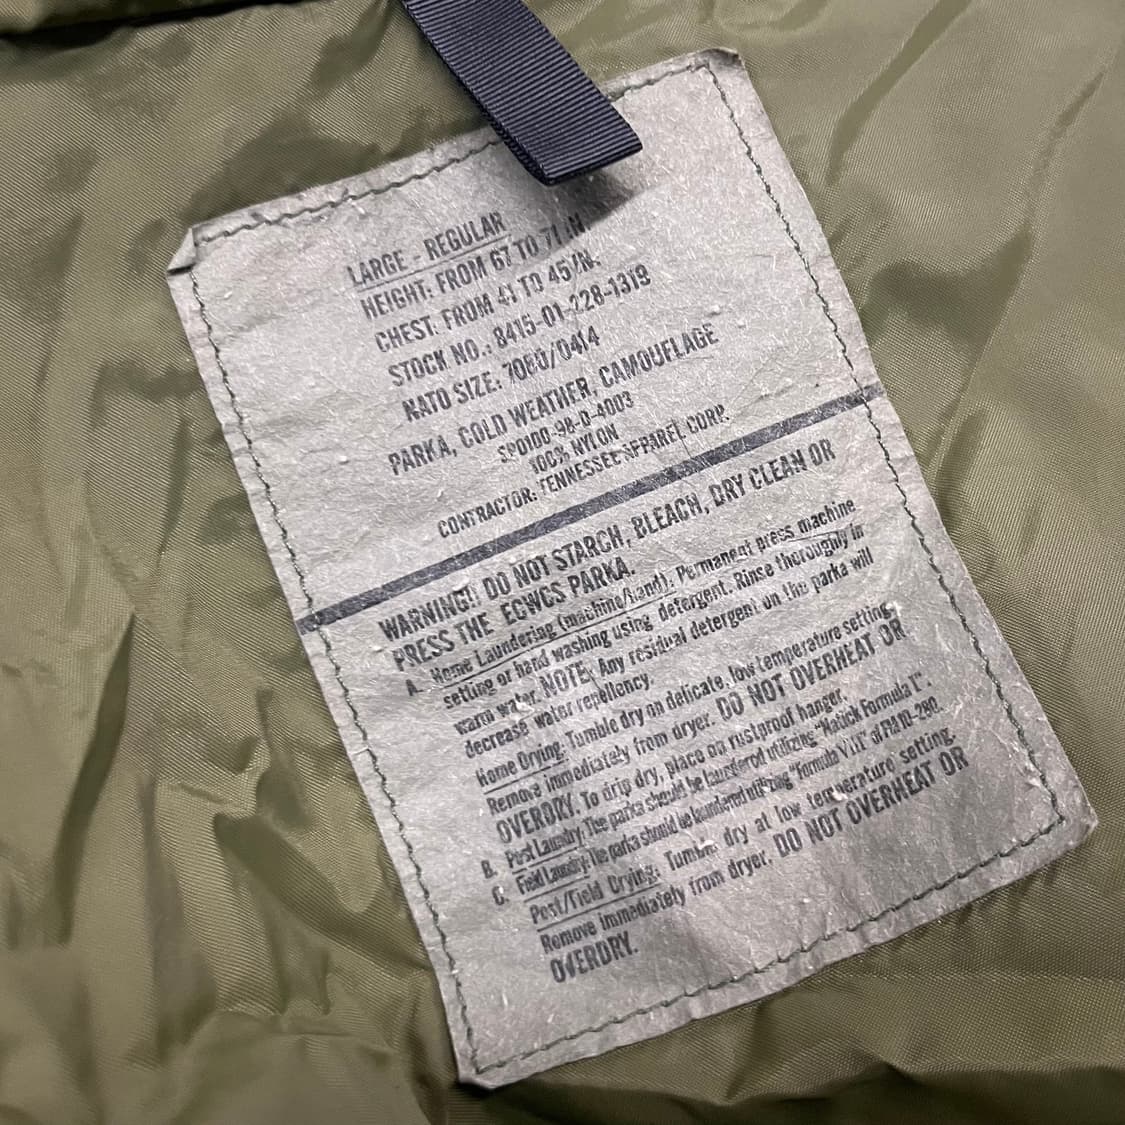 LARGE - REGULAR
HEIGHT: FROM 67 TO 71 IN.
CHEST: FROM 41 TO 45 IN.
STOCK NO.: 8415-01-228-1319
NATO SIZE: 7080/0414
PARKA, COLD WEATHER, CAMOUFLAGE
SPO100-98-D-4003
100% NYLON
CONTRACTOR: TENNESSEE APPAREL CORP.
WARNING!! DO NOT STARCH, BLEACH, DRY CLEAN OR
PRESS THE ECWCS PARKA.
A. Home Laundering (machine/hand): Permanent press machine
setting or hand washing using detergent. Rinse thoroughly in
warm water. NOTE: Any residual detergent on the parka will
decrease water repellency.
Home Drying: Tumble dry on delicate, low temperature setting.
Remove immediately from dryer. DO NOT OVERHEAT OR
OVERDRY. To drip dry, place on rustproof hanger.
B. Post Laundry: The parka should be laundered utilizing "Natick Formula I".
C. Field Laundry: The parka should be laundered utilizing "formula VIII" of FM 10-280.
Post/Field Drying: Tumble dry at low temperature setting.
Remove immediately from dryer. DO NOT OVERHEAT OR
OVERDRY.